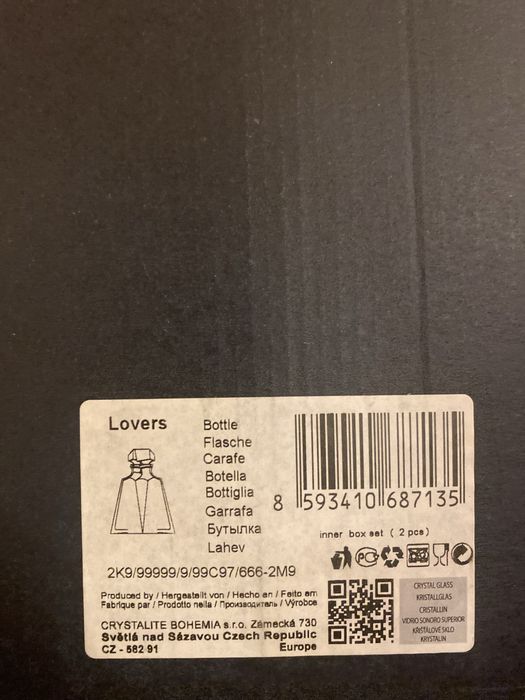 Lovers
Bottle
Flasche
Carafe
Botella
Bottiglia
Garrafa
Бутылка
Lahev
8 593410 687135
inner box set ( 2 pcs )
PC
2K9/99999/9/99C97/666-2M9
Produced by / Hergestellt von / Hecho en / Feito em
Fabrique par / Prodotto nella / Производитель / Výrobce
CRYSTALITE BOHEMIA s.r.o. Zámecká 730
Světlá nad Sázavou Czech Republic
CZ - 582 91 Europe
CRYSTAL GLASS
KRISTALLGLAS
CRISTALLIN
VIDRIO SONORO SUPERIOR
KŘIŠŤÁLOVÉ SKLO
KRYSTALIN